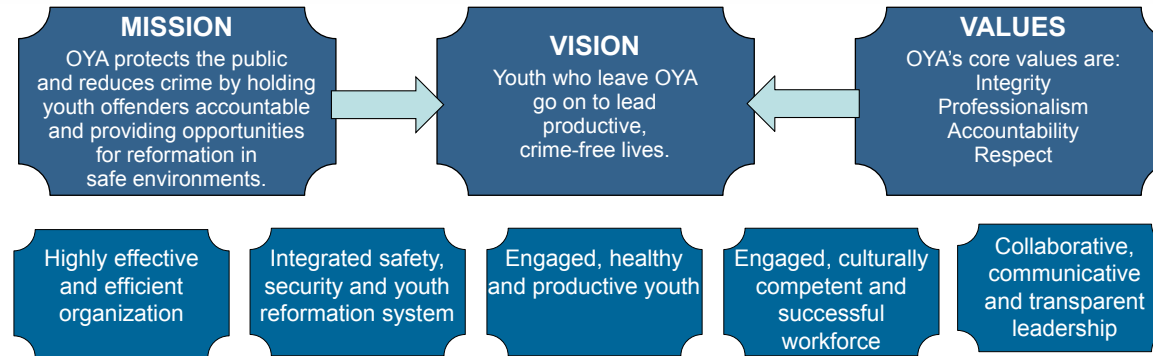 MISSION
OYA protects the public
and reduces crime by holding
youth offenders accountable
and providing opportunities
for reformation in
safe environments.
VISION
Youth who leave OYA
go on to lead
productive,
crime-free lives.
VALUES
OYA's core values are:
Integrity
Professionalism
Accountability
Respect
Highly effective
and efficient
organization
Integrated safety,
security and youth
reformation system
Engaged, healthy
and productive youth
Engaged, culturally
competent and
successful
workforce
Collaborative,
communicative
and transparent
leadership